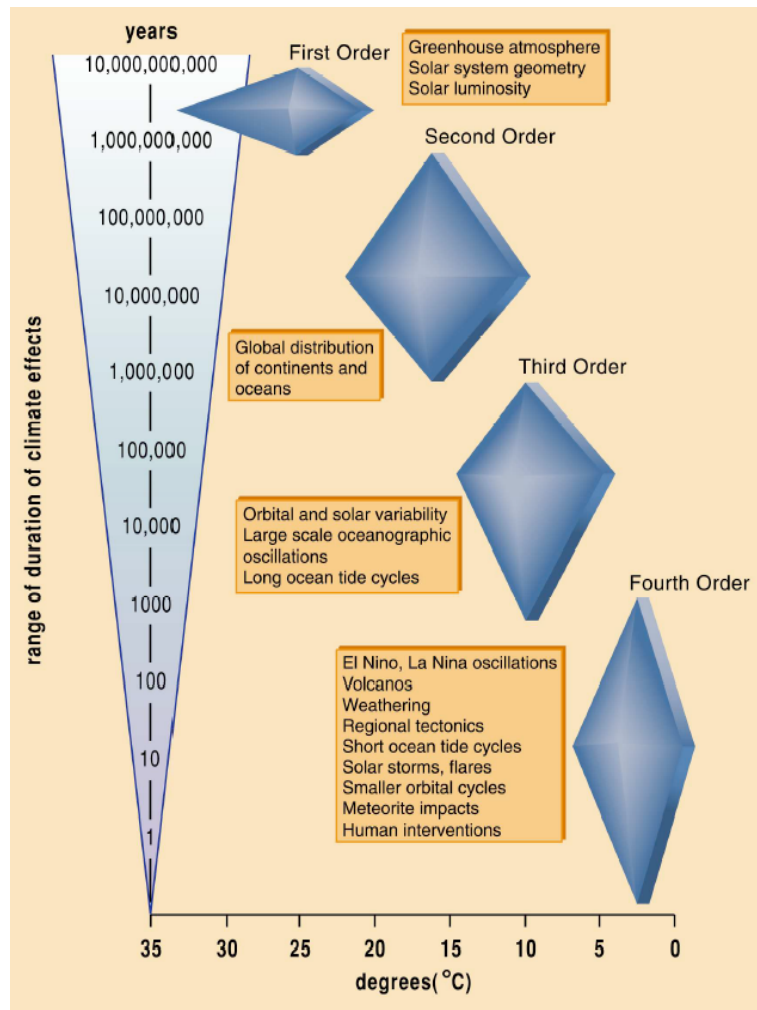 years
10,000,000,000
First Order
Greenhouse atmosphere
Solar system geometry
Solar luminosity
1,000,000,000
Second Order
100,000,000
10,000,000
Global distribution
of continents and
oceans
1,000,000
Third Order
100,000
Orbital and solar variability
Large scale oceanographic
oscillations
Long ocean tide cycles
10,000
Fourth Order
1000
El Nino, La Nina oscillations
Volcanos
Weathering
Regional tectonics
Short ocean tide cycles
Solar storms, flares
Smaller orbital cycles
Meteorite impacts
Human interventions
100
10
1
range of duration of climate effects
35 30 25 20 15 10 5 0
degrees( °C)